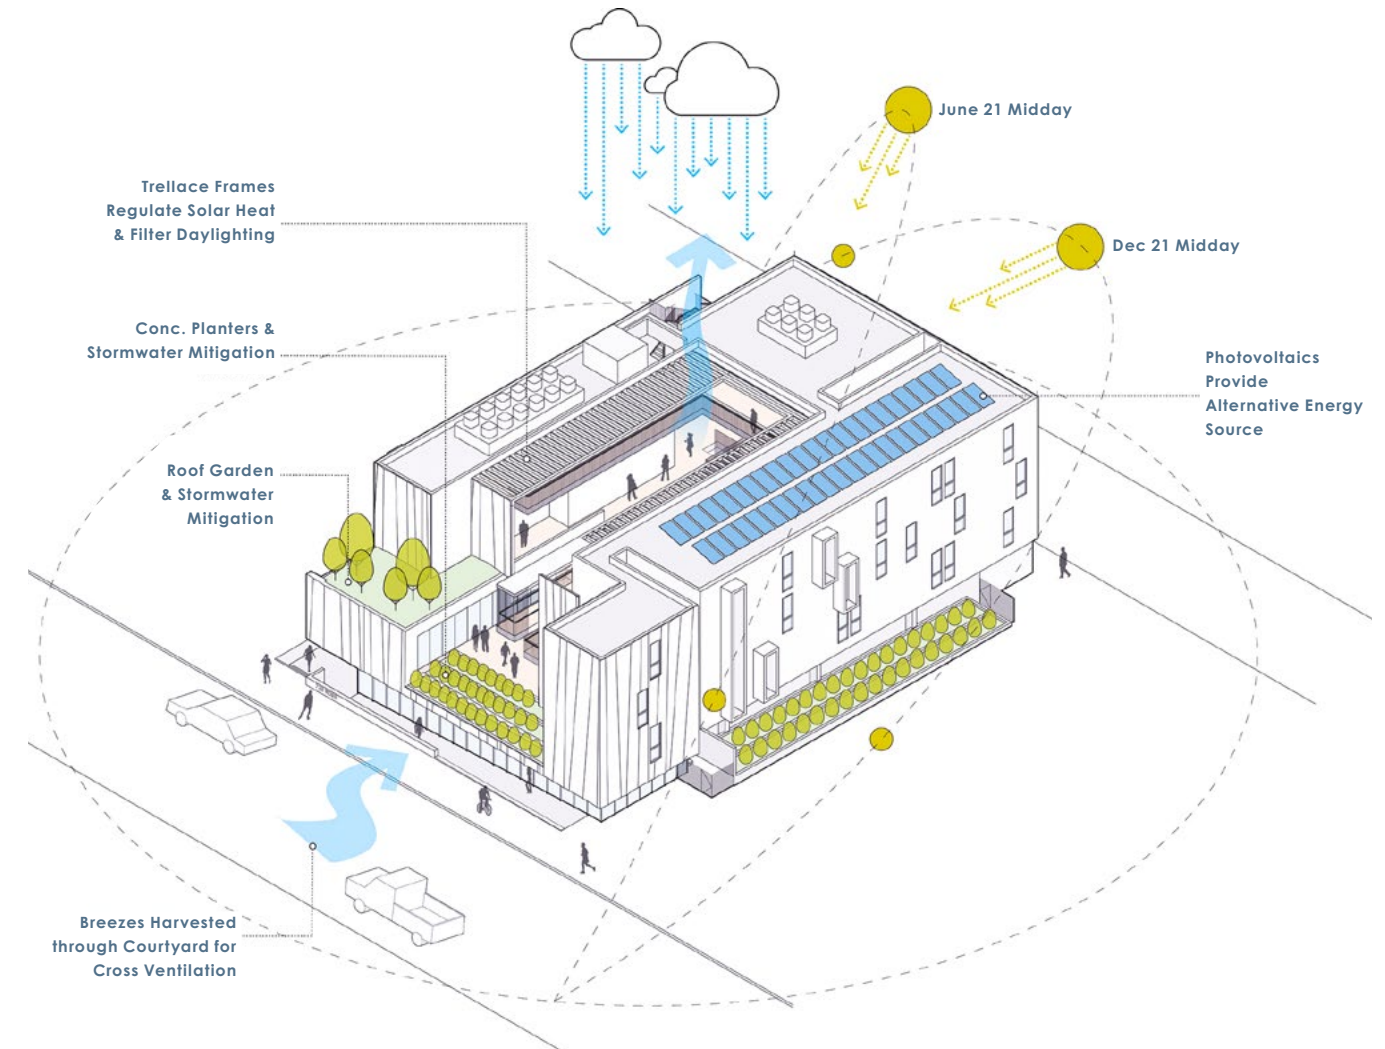 June 21 Midday
Trellace Frames
Regulate Solar Heat
& Filter Daylighting
Dec 21 Midday
Conc. Planters &
Stormwater Mitigation
Photovoltaics
Provide
Alternative Energy
Source
Roof Garden
& Stormwater
Mitigation
Breezes Harvested
through Courtyard for
Cross Ventilation